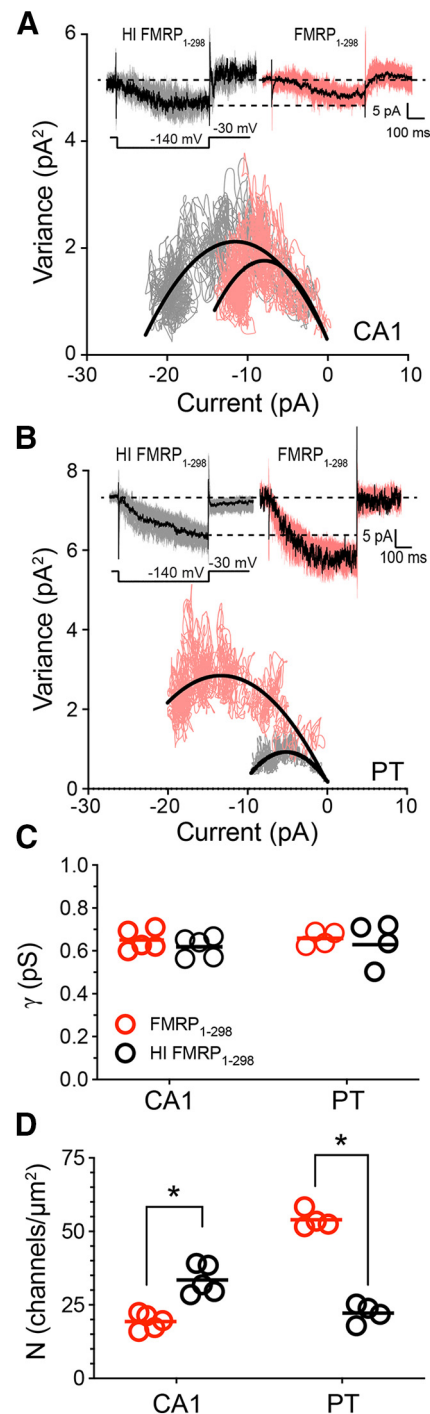 A
HI FMRP1-298
FMRP1-298
-140 mV
-30 mV
5 pA
100 ms
6
4
2
0
Variance (pA²)
-30
-20
-10
0
10
Current (pA)
CA1
B
HI FMRP1-298
FMRP1-298
-140 mV
-30 mV
5 pA
100 ms
8
6
4
2
0
Variance (pA²)
-30
-20
-10
0
10
Current (pA)
PT
C
1.0
0.8
0.6
0.4
0.2
0.0
γ (pS)
FMRP1-298
HI FMRP1-298
CA1
PT
D
75
50
25
0
N (channels/μm²)
*
*
CA1
PT